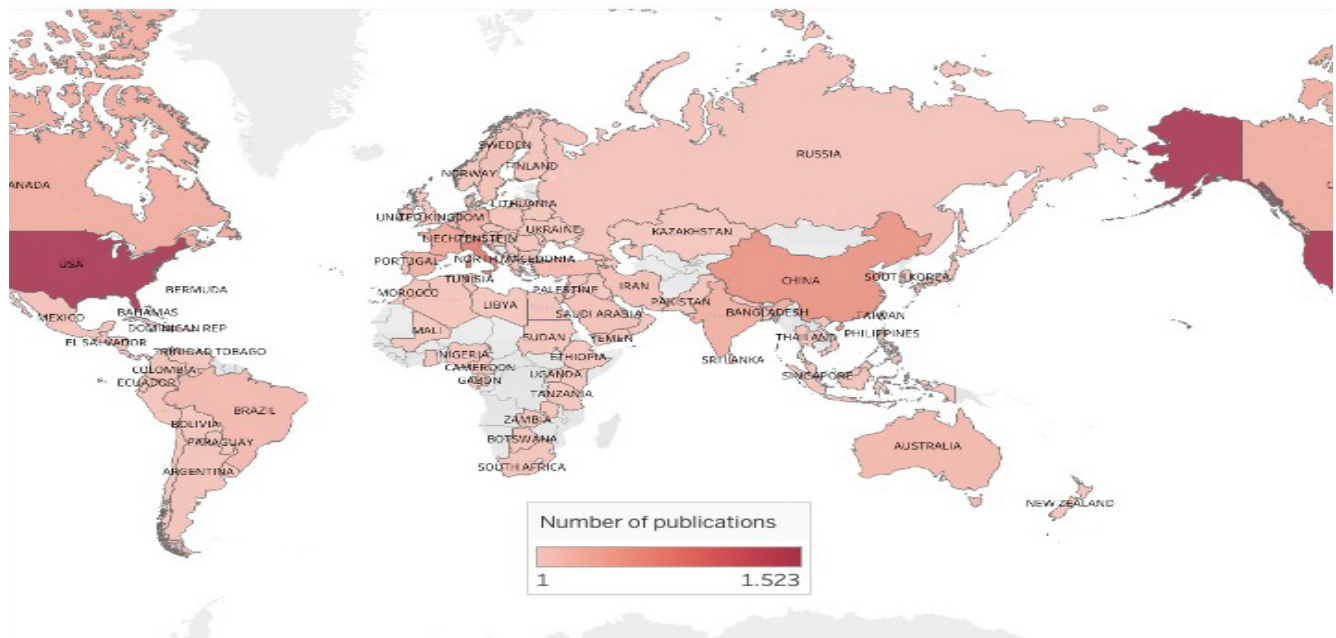 SWEDEN
RUSSIA
FINLAND
NORWAY
ANADA
LITHUANIA
UNITED KINGDOM
UKRAINE
KAZAKHSTAN
LIECHTENSTEIN
USA
PORTUGAL
NORTH MACEDONIA
SOUTH KOREA
TUNISIA
CHINA
IRAN
BERMUDA
MOROCCO
PALESTINE
PAKISTAN
LIBYA
BAHAMAS
SAUDI ARABIA
BANGLADESH
TAIWAN
MEXICO
DOMINICAN REP
MALI
SUDAN
YEMEN
THAILAND
PHILIPPINES
EL SALVADOR
TRINIDAD TOBAGO
NIGERIA
ETHIOPIA
SRI LANKA
COLOMBIA
CAMEROON
UGANDA
SINGAPORE
ECUADOR
GABON
TANZANIA
BRAZIL
ZAMBIA
BOLIVIA
BOTSWANA
PARAGUAY
AUSTRALIA
ARGENTINA
SOUTH AFRICA
NEW ZEALAND
Number of publications
1 1.523